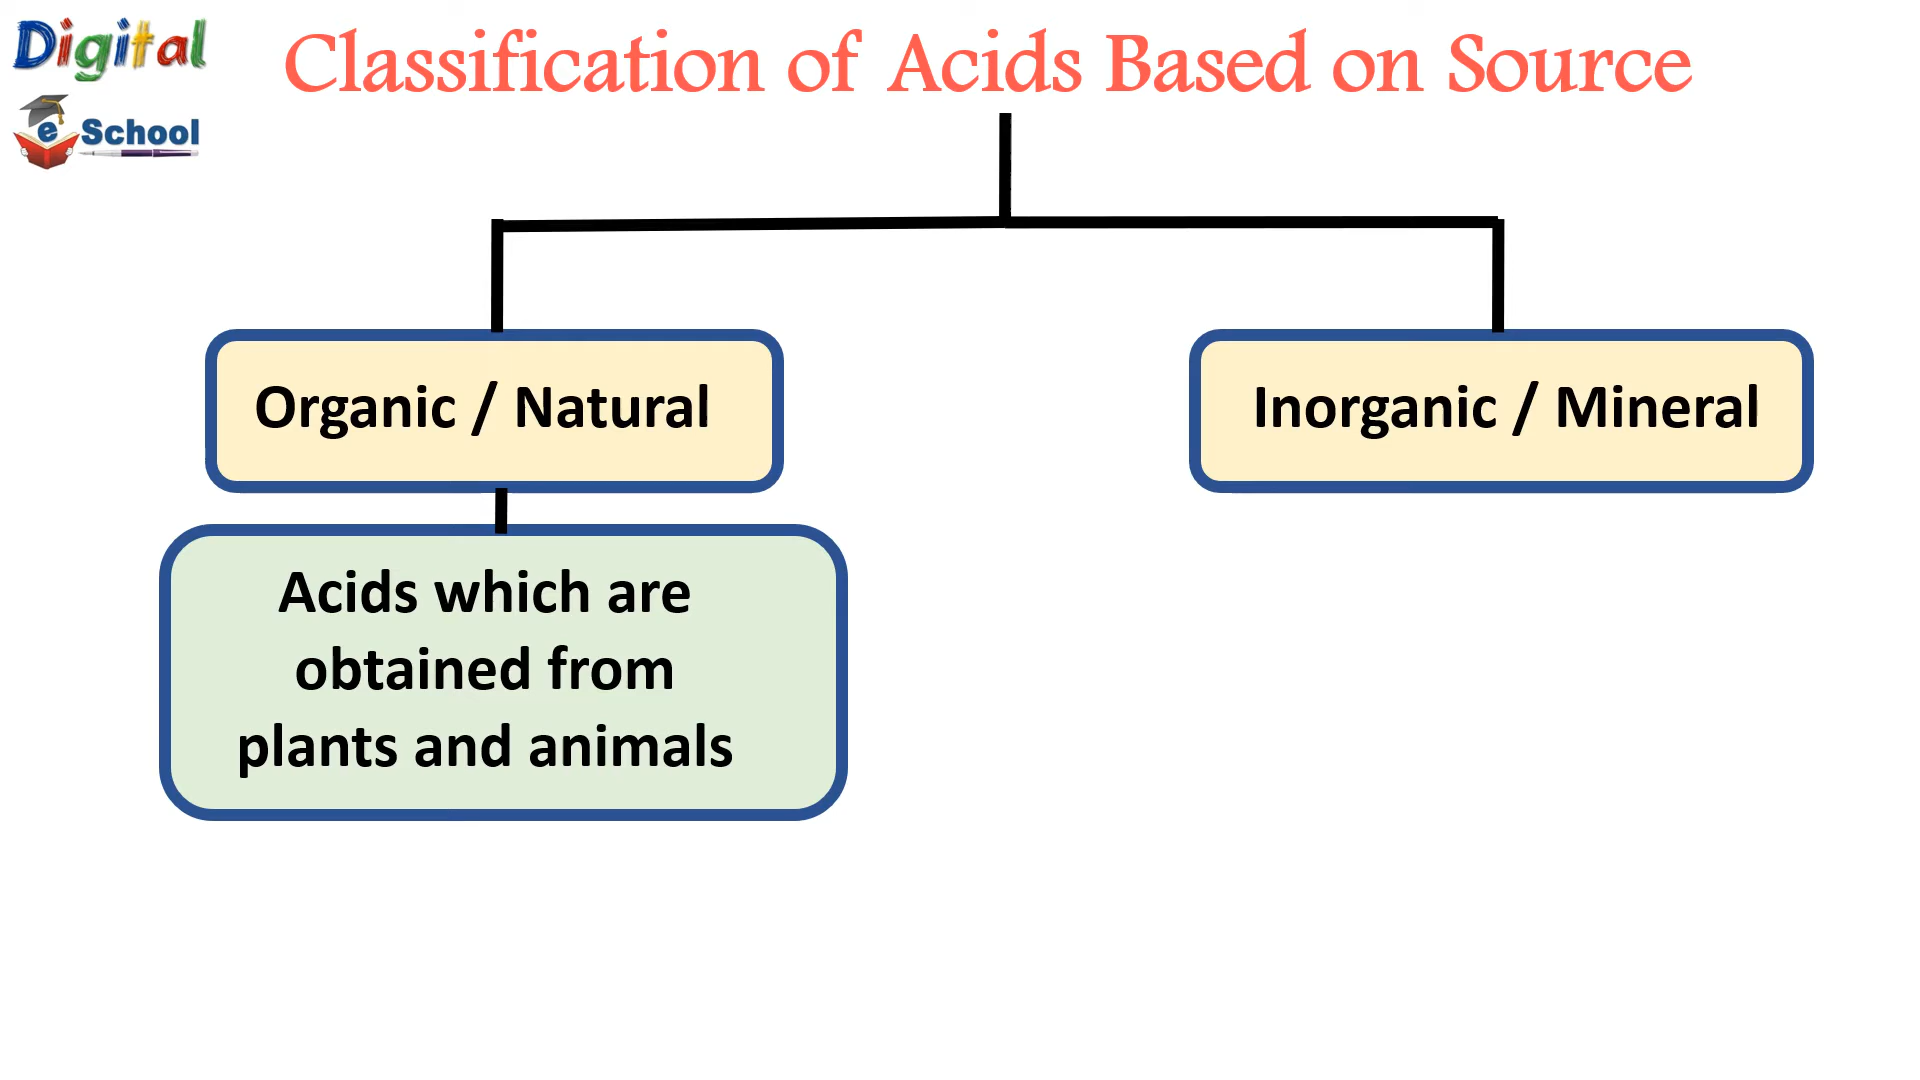 Digital
e School
Classification of Acids Based on Source
Organic / Natural
Inorganic / Mineral
Acids which are
obtained from
plants and animals